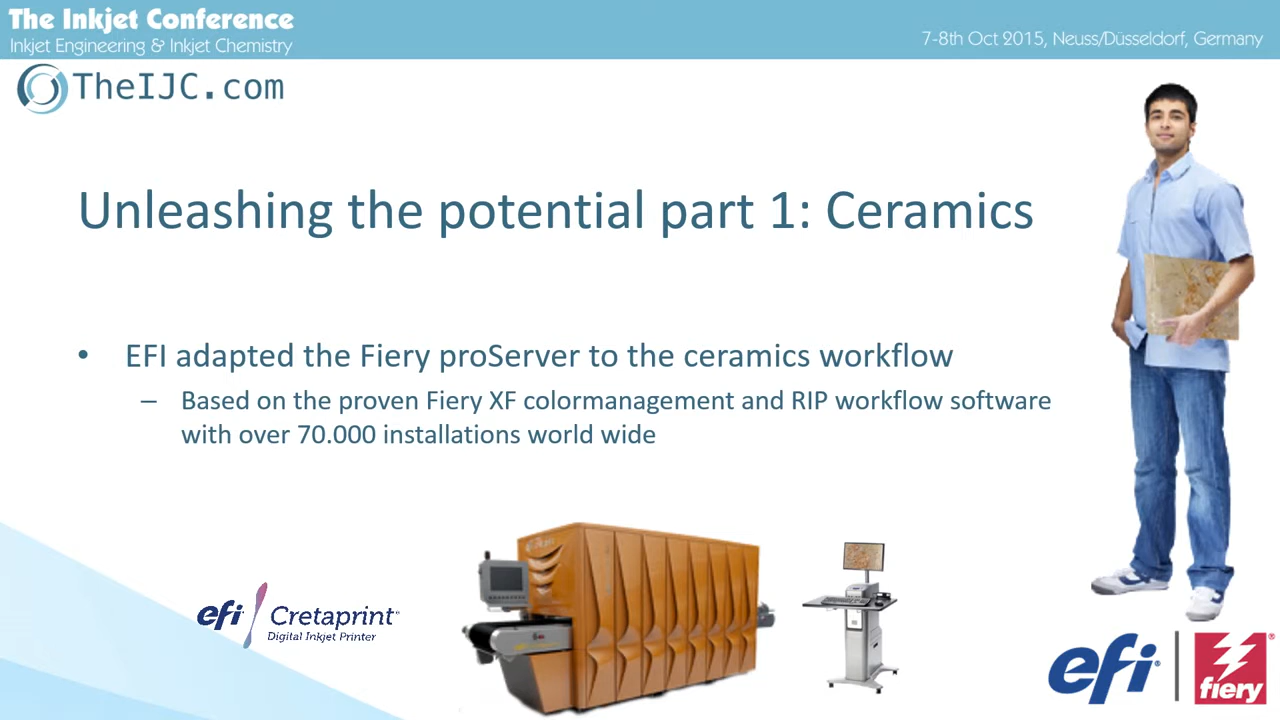 The Inkjet Conference
Inkjet Engineering & Inkjet Chemistry
7-8th Oct 2015, Neuss/Düsseldorf, Germany
TheIJC.com
Unleashing the potential part 1: Ceramics
• EFI adapted the Fiery proServer to the ceramics workflow
– Based on the proven Fiery XF colormanagement and RIP workflow software
with over 70.000 installations world wide
efi Cretaprint™
Digital Inkjet Printer
efi® fiery®